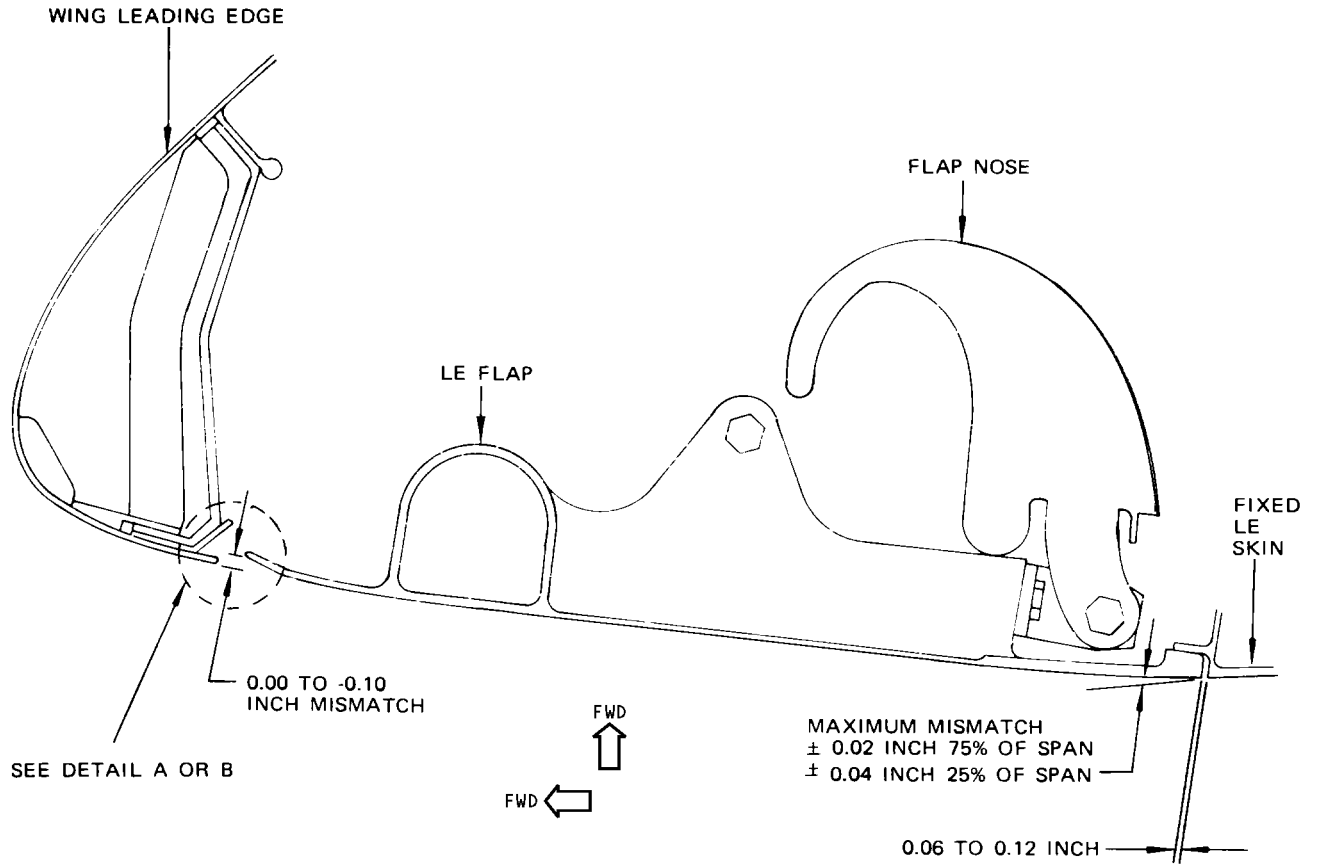 WING LEADING EDGE
FLAP NOSE
LE FLAP
FIXED
LE
SKIN
0.00 TO -0.10
INCH MISMATCH
SEE DETAIL A OR B
FWD
FWD
MAXIMUM MISMATCH
± 0.02 INCH 75% OF SPAN
± 0.04 INCH 25% OF SPAN
0.06 TO 0.12 INCH